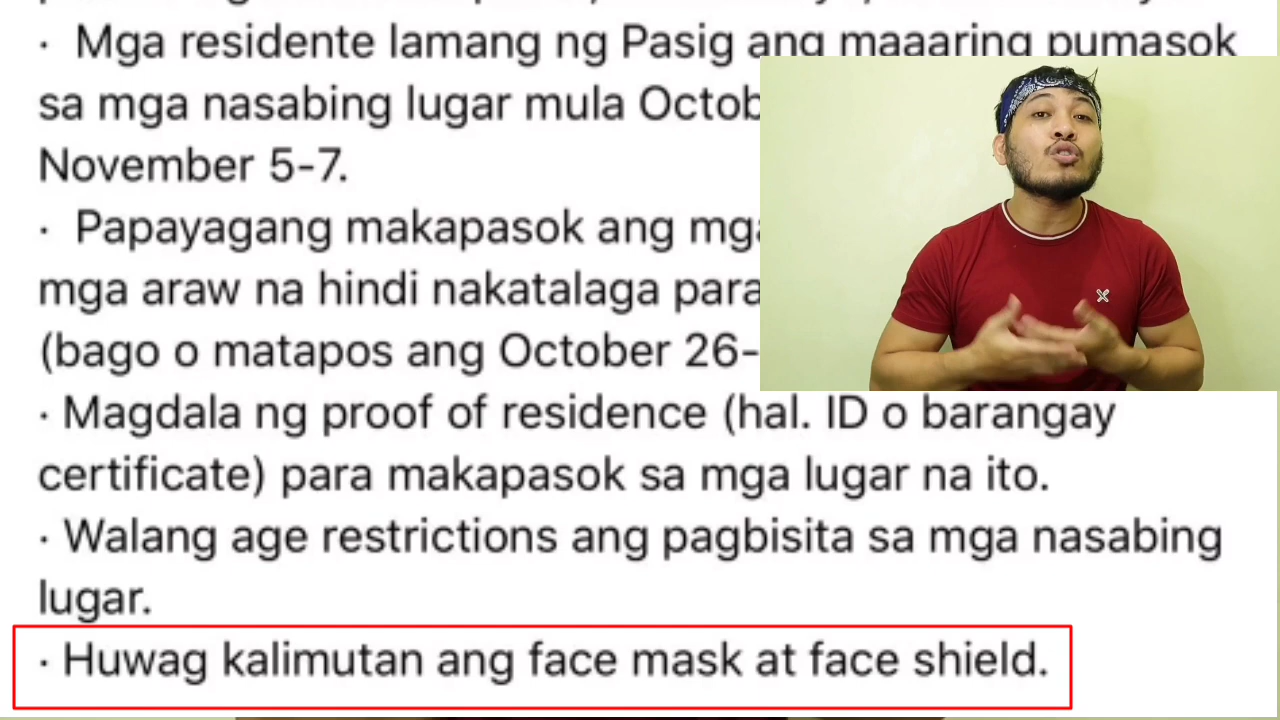 · Mga residente lamang ng Pasig ang maaaring pumasok
sa mga nasabing lugar mula
November 5-7.
· Papayagang makapasok ang
mga araw na hindi nakatalaga para
(bago o matapos ang October 26-
· Magdala ng proof of residence (hal. ID o barangay
certificate) para makapasok sa mga lugar na ito.
· Walang age restrictions ang pagbisita sa mga nasabing
lugar.
· Huwag kalimutan ang face mask at face shield.